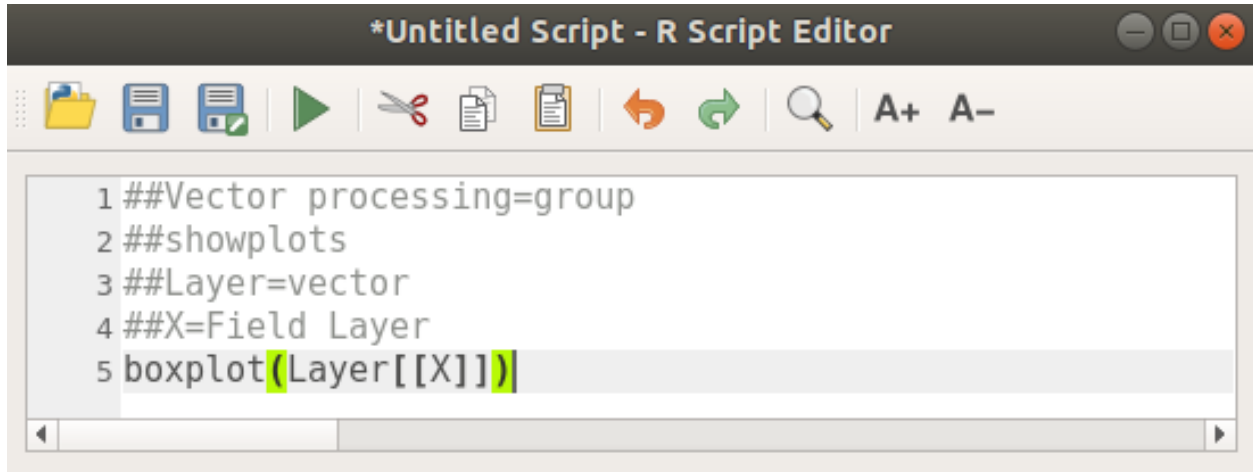 *Untitled Script - R Script Editor
A+ A-
1 ##Vector processing=group
2 ##showplots
3 ##Layer=vector
4 ##X=Field Layer
5 boxplot(Layer[[X]])